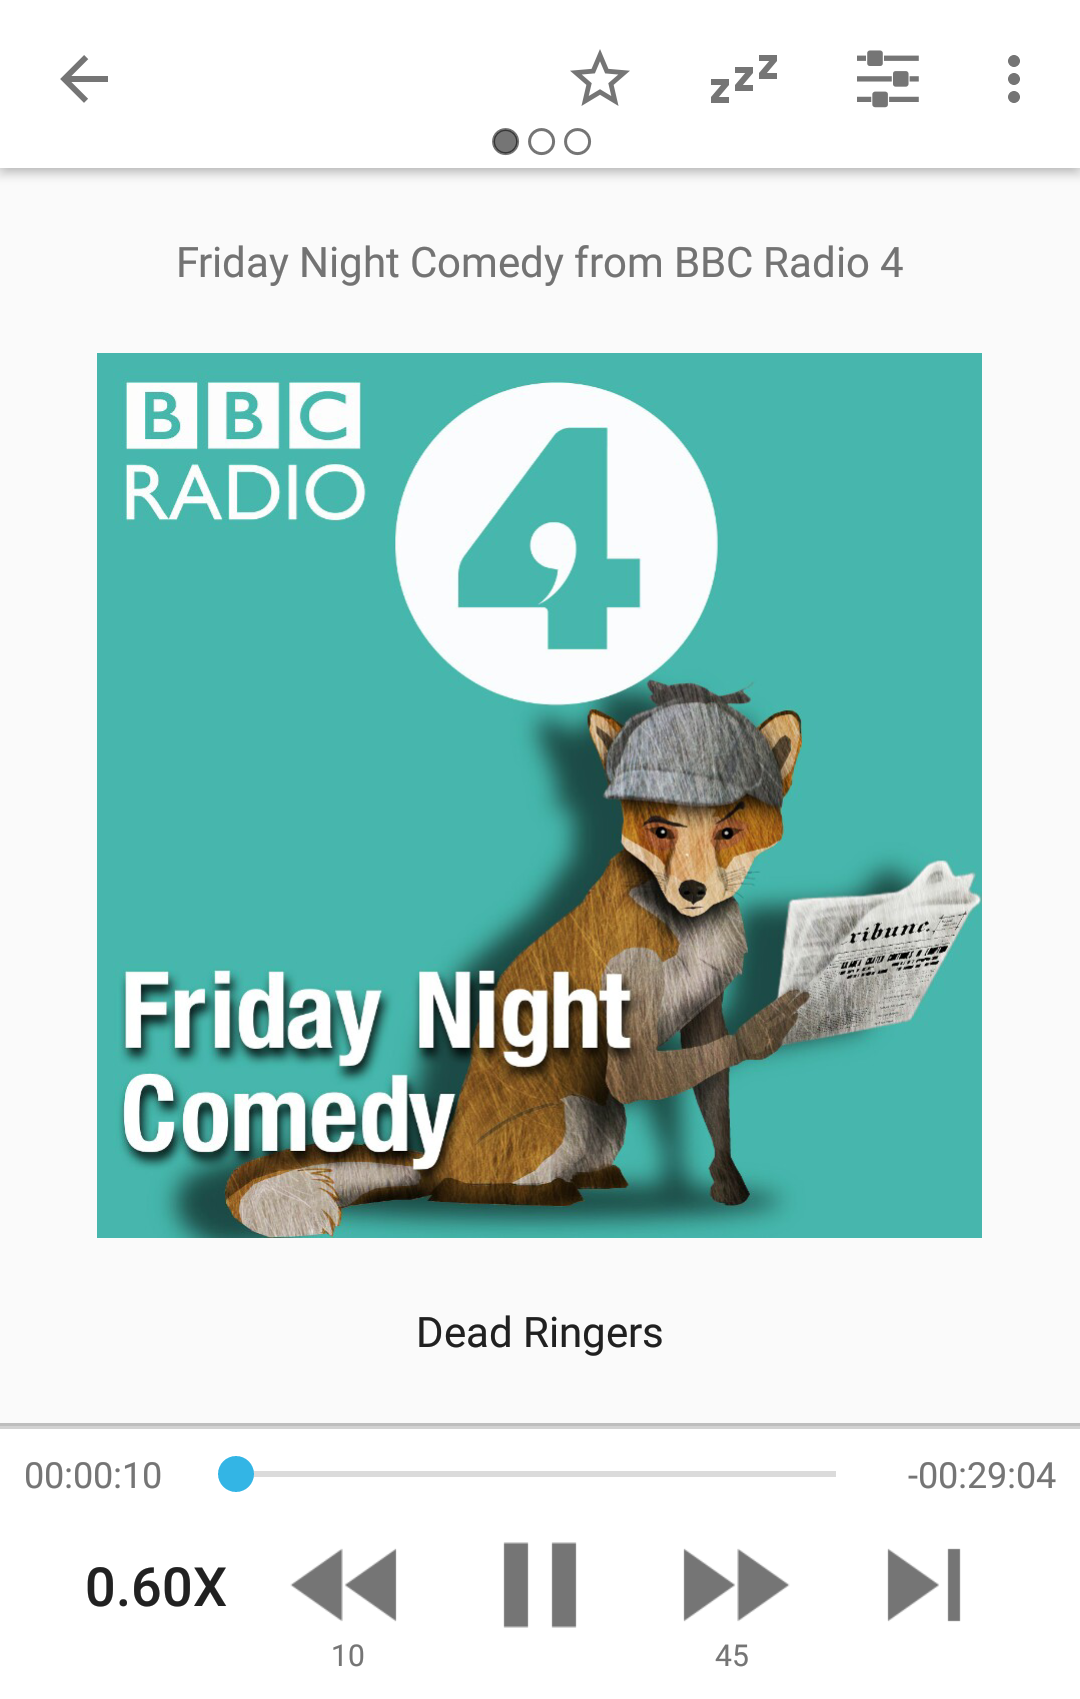 zzz
Friday Night Comedy from BBC Radio 4
BBC
RADIO
4
ribune.
Friday Night
Comedy
Dead Ringers
00:00:10
-00:29:04
0.60X
10
45